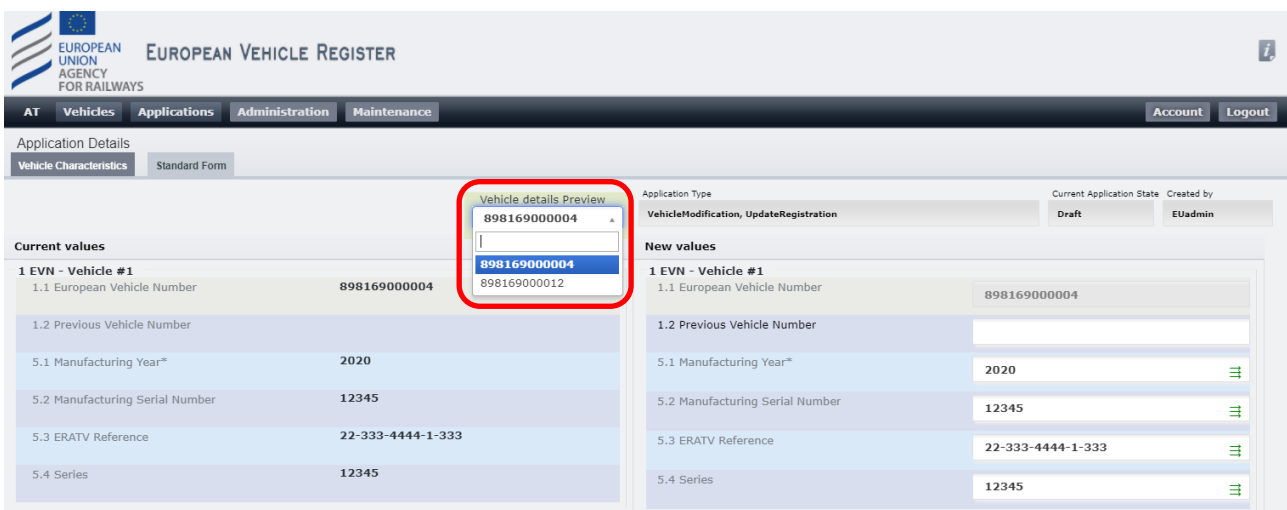 EUROPEAN
UNION
AGENCY
FOR RAILWAYS
EUROPEAN VEHICLE REGISTER
i
AT Vehicles Applications Administration Maintenance Account Logout
Application Details
Vehicle Characteristics Standard Form
Vehicle details Preview
898169000004
898169000004
898169000012
Application Type
VehicleModification, UpdateRegistration
Current Application State
Draft
Created by
EUadmin
Current values
1 EVN - Vehicle #1
1.1 European Vehicle Number 898169000004
1.2 Previous Vehicle Number
5.1 Manufacturing Year* 2020
5.2 Manufacturing Serial Number 12345
5.3 ERATV Reference 22-333-4444-1-333
5.4 Series 12345
New values
1 EVN - Vehicle #1
1.1 European Vehicle Number 898169000004
1.2 Previous Vehicle Number
5.1 Manufacturing Year* 2020
5.2 Manufacturing Serial Number 12345
5.3 ERATV Reference 22-333-4444-1-333
5.4 Series 12345